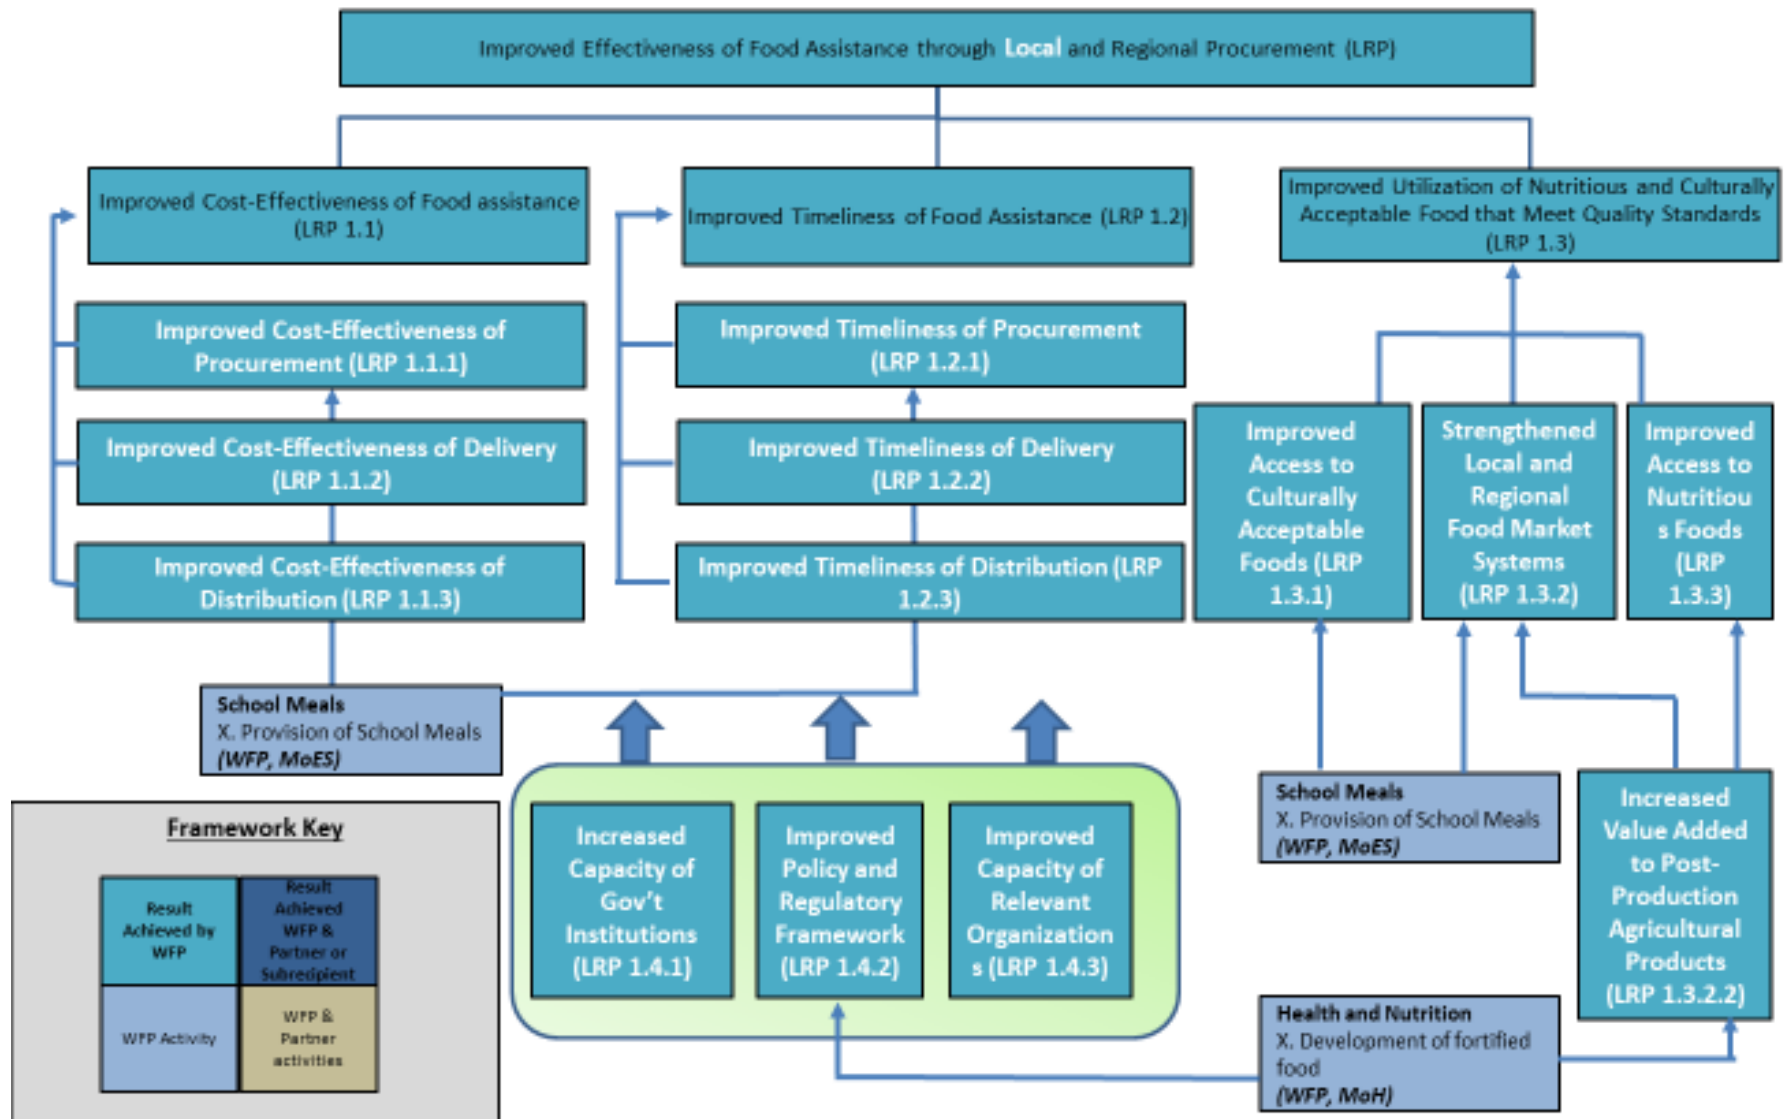 Improved Effectiveness of Food Assistance through Local and Regional Procurement (LRP)
Improved Cost-Effectiveness of Food assistance
(LRP 1.1)
Improved Timeliness of Food Assistance (LRP 1.2)
Improved Utilization of Nutritious and Culturally
Acceptable Food that Meet Quality Standards
(LRP 1.3)
Improved Cost-Effectiveness of
Procurement (LRP 1.1.1)
Improved Timeliness of Procurement
(LRP 1.2.1)
Improved Cost-Effectiveness of Delivery
(LRP 1.1.2)
Improved Timeliness of Delivery
(LRP 1.2.2)
Improved Cost-Effectiveness of
Distribution (LRP 1.1.3)
Improved Timeliness of Distribution (LRP
1.2.3)
Improved
Access to
Culturally
Acceptable
Foods (LRP
1.3.1)
Strengthened
Local and
Regional
Food Market
Systems
(LRP 1.3.2)
Improved
Access to
Nutritiou
s Foods
(LRP
1.3.3)
School Meals
X. Provision of School Meals
(WFP, MoES)
Increased
Capacity of
Gov't
Institutions
(LRP 1.4.1)
Improved
Policy and
Regulatory
Framework
(LRP 1.4.2)
Improved
Capacity of
Relevant
Organization
s (LRP 1.4.3)
School Meals
X. Provision of School Meals
(WFP, MoES)
Increased
Value Added
to Post-
Production
Agricultural
Products
(LRP 1.3.2.2)
Health and Nutrition
X. Development of fortified
food
(WFP, MoH)
Framework Key
Result
Achieved by
WFP
Result
Achieved
WFP &
Partner or
Subrecipient
WFP Activity
WFP &
Partner
activities